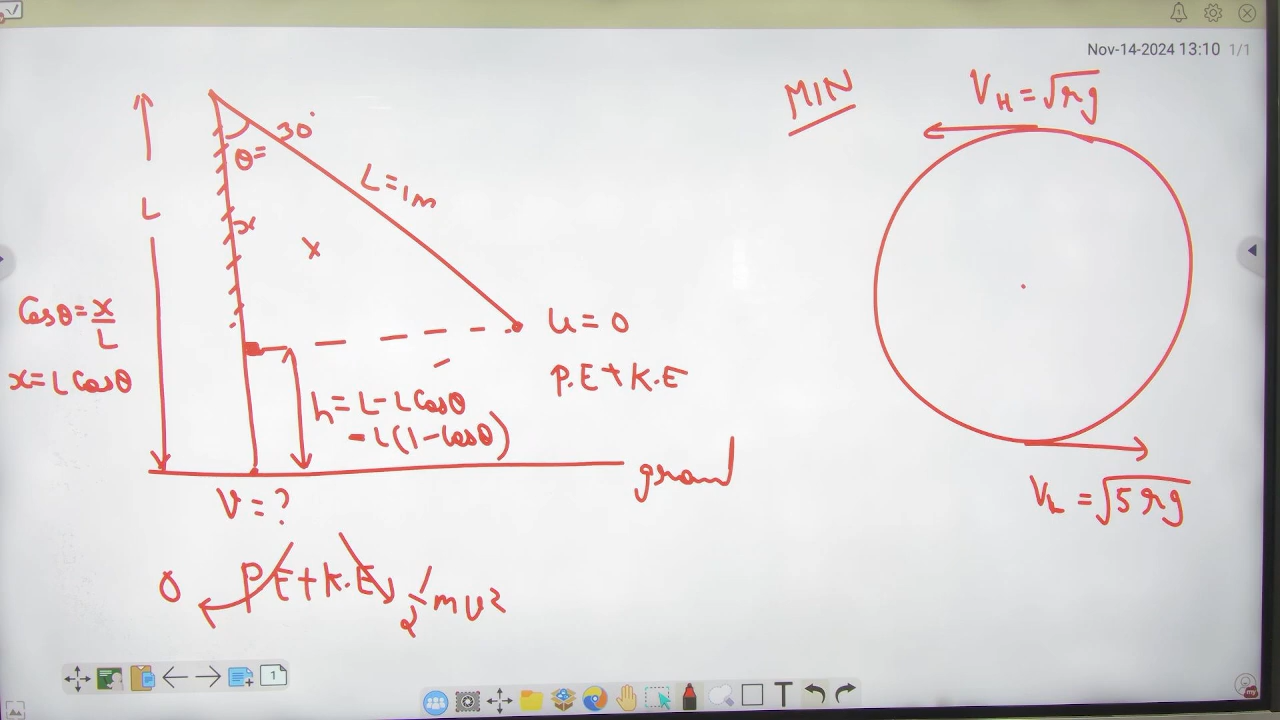 Nov-14-2024 13:10 1/1
MIN
V_H = √rg
30°
θ=
L=1m
L
x
x
Cosθ = x/L
x = L Cosθ
u = 0
P.E + K.E
h = L - L Cosθ
= L(1 - Cosθ)
V = ?
V_L = √5rg
0
P.E + K.E
1/2 mv²
1
T